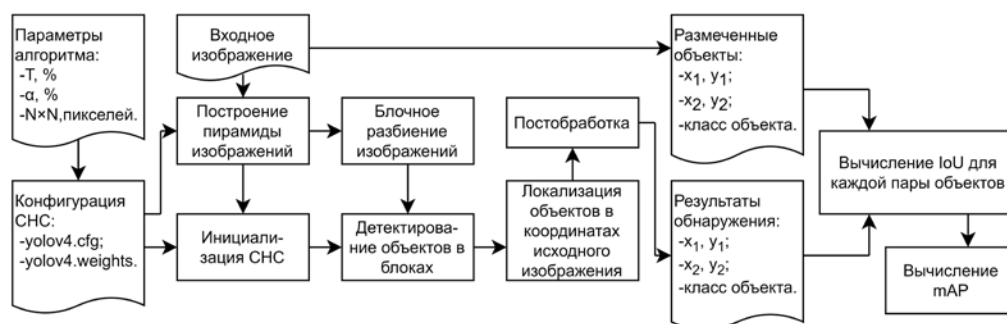 Параметры
алгоритма:
-T, %
-α, %
-N×N,пикселей.
Конфигурация
СНС:
-yolov4.cfg;
-yolov4.weights.
Входное
изображение
Построение
пирамиды
изображений
Инициали-
зация СНС
Блочное
разбиение
изображений
Детектирова-
ние объектов в
блоках
Постобработка
Локализация
объектов в
координатах
исходного
изображения
Размеченные
объекты:
-x₁, y₁;
-x₂, y₂;
-класс объекта.
Результаты
обнаружения:
-x₁, y₁;
-x₂, y₂;
-класс объекта.
Вычисление IoU для
каждой пары объектов
Вычисление
mAP